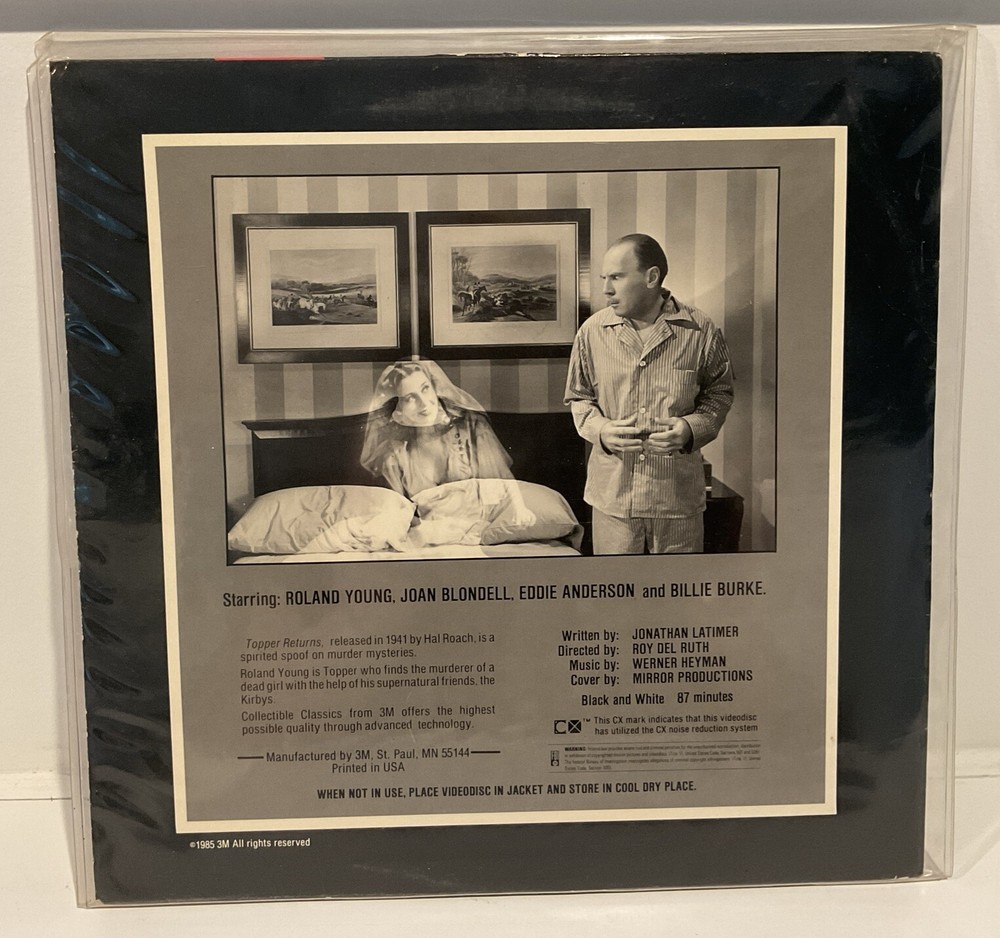 Starring: ROLAND YOUNG, JOAN BLONDELL, EDDIE ANDERSON and BILLIE BURKE.
Topper Returns, released in 1941 by Hal Roach, is a
spirited spoof on murder mysteries.
Roland Young is Topper who finds the murderer of a
dead girl with the help of his supernatural friends, the
Kirbys.
Collectible Classics from 3M offers the highest
possible quality through advanced technology.
Manufactured by 3M, St. Paul, MN 55144
Printed in USA
Written by: JONATHAN LATIMER
Directed by: ROY DEL RUTH
Music by: WERNER HEYMAN
Cover by: MIRROR PRODUCTIONS
Black and White 87 minutes
CX™ This CX mark indicates that this videodisc
has utilized the CX noise reduction system
WARNING:
WHEN NOT IN USE, PLACE VIDEODISC IN JACKET AND STORE IN COOL DRY PLACE.
©1985 3M All rights reserved